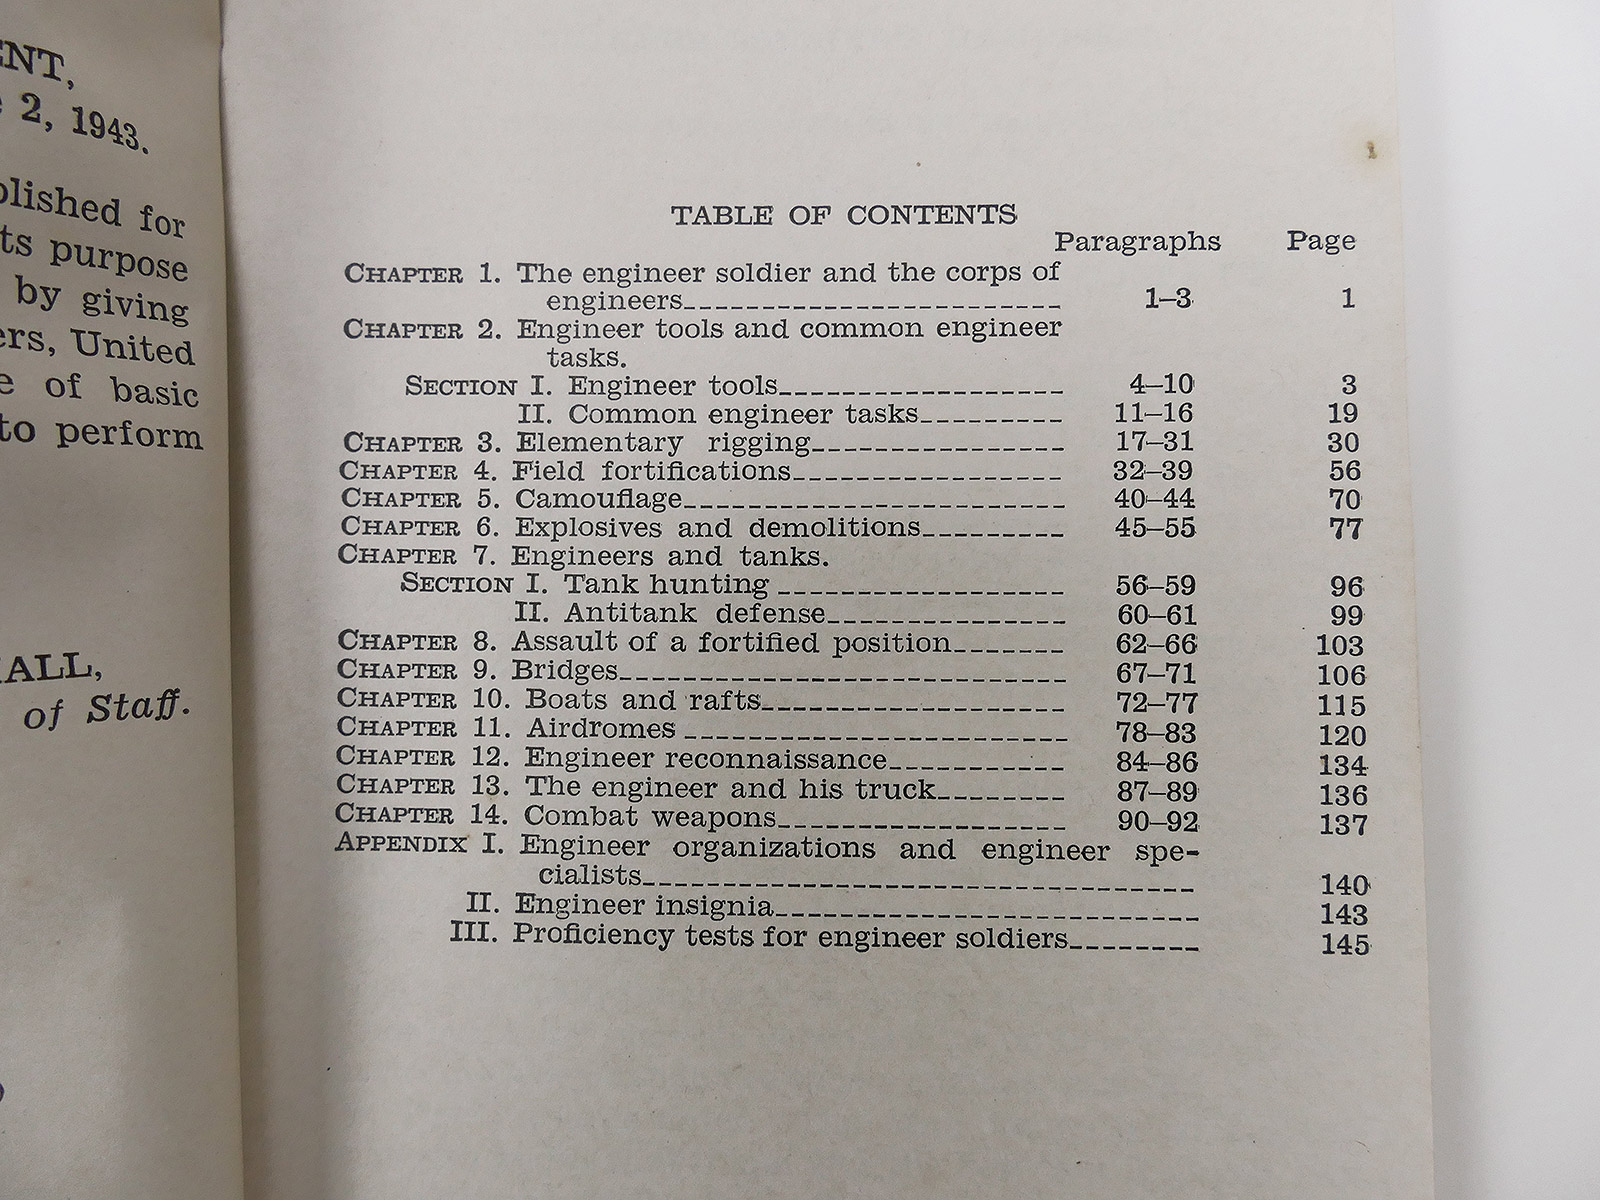 ENT,
2, 1943.
blished for
ts purpose
by giving
ers, United
e of basic
to perform
ALL,
of Staff.
TABLE OF CONTENTS
Paragraphs Page
CHAPTER 1. The engineer soldier and the corps of
engineers 1–3 1
CHAPTER 2. Engineer tools and common engineer
tasks.
SECTION I. Engineer tools 4–10 3
II. Common engineer tasks 11–16 19
CHAPTER 3. Elementary rigging 17–31 30
CHAPTER 4. Field fortifications 32–39 56
CHAPTER 5. Camouflage 40–44 70
CHAPTER 6. Explosives and demolitions 45–55 77
CHAPTER 7. Engineers and tanks.
SECTION I. Tank hunting 56–59 96
II. Antitank defense 60–61 99
CHAPTER 8. Assault of a fortified position 62–66 103
CHAPTER 9. Bridges 67–71 106
CHAPTER 10. Boats and rafts 72–77 115
CHAPTER 11. Airdromes 78–83 120
CHAPTER 12. Engineer reconnaissance 84–86 134
CHAPTER 13. The engineer and his truck 87–89 136
CHAPTER 14. Combat weapons 90–92 137
APPENDIX I. Engineer organizations and engineer spe-
cialists 140
II. Engineer insignia 143
III. Proficiency tests for engineer soldiers 145